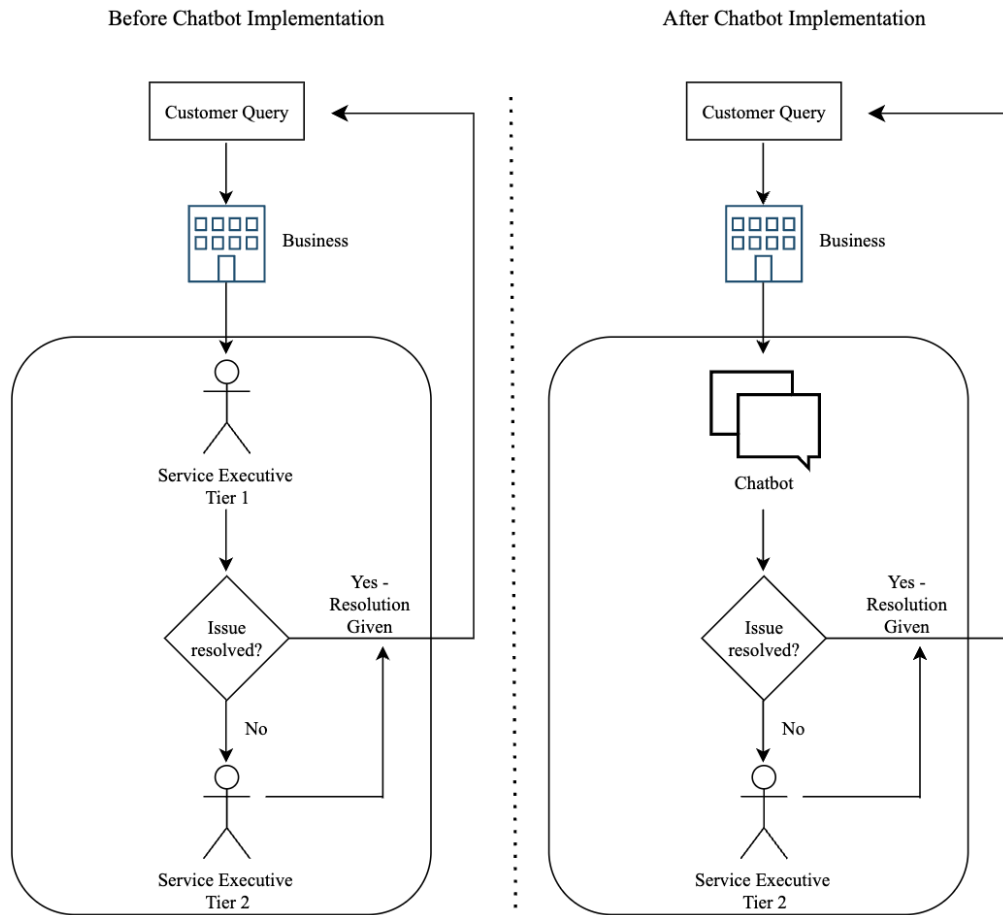 Before Chatbot Implementation
Customer Query
Business
Service Executive
Tier 1
Issue
resolved?
Yes -
Resolution
Given
No
Service Executive
Tier 2
After Chatbot Implementation
Customer Query
Business
Chatbot
Issue
resolved?
Yes -
Resolution
Given
No
Service Executive
Tier 2